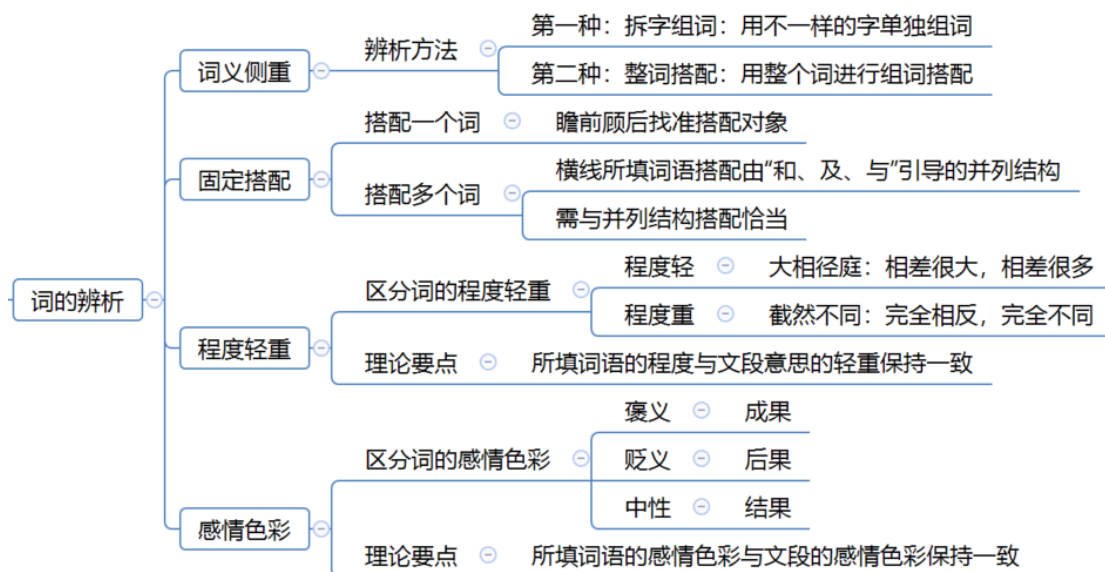 词的辨析
词义侧重
辨析方法
第一种：拆字组词：用不一样的字单独组词
第二种：整词搭配：用整个词进行组词搭配
固定搭配
搭配一个词
瞻前顾后找准搭配对象
搭配多个词
横线所填词语搭配由“和、及、与”引导的并列结构
需与并列结构搭配恰当
程度轻重
区分词的程度轻重
程度轻
大相径庭：相差很大，相差很多
程度重
截然不同：完全相反，完全不同
理论要点
所填词语的程度与文段意思的轻重保持一致
感情色彩
区分词的感情色彩
褒义
成果
贬义
后果
中性
结果
理论要点
所填词语的感情色彩与文段的感情色彩保持一致